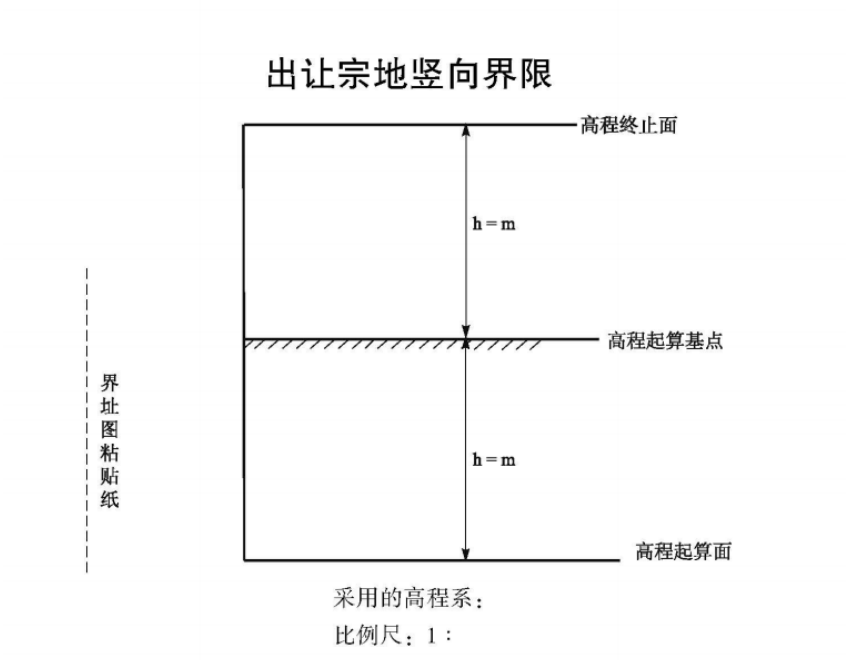 出让宗地竖向界限
高程终止面
h=m
高程起算基点
界址图粘贴纸
h=m
高程起算面
采用的高程系:
比例尺: 1: